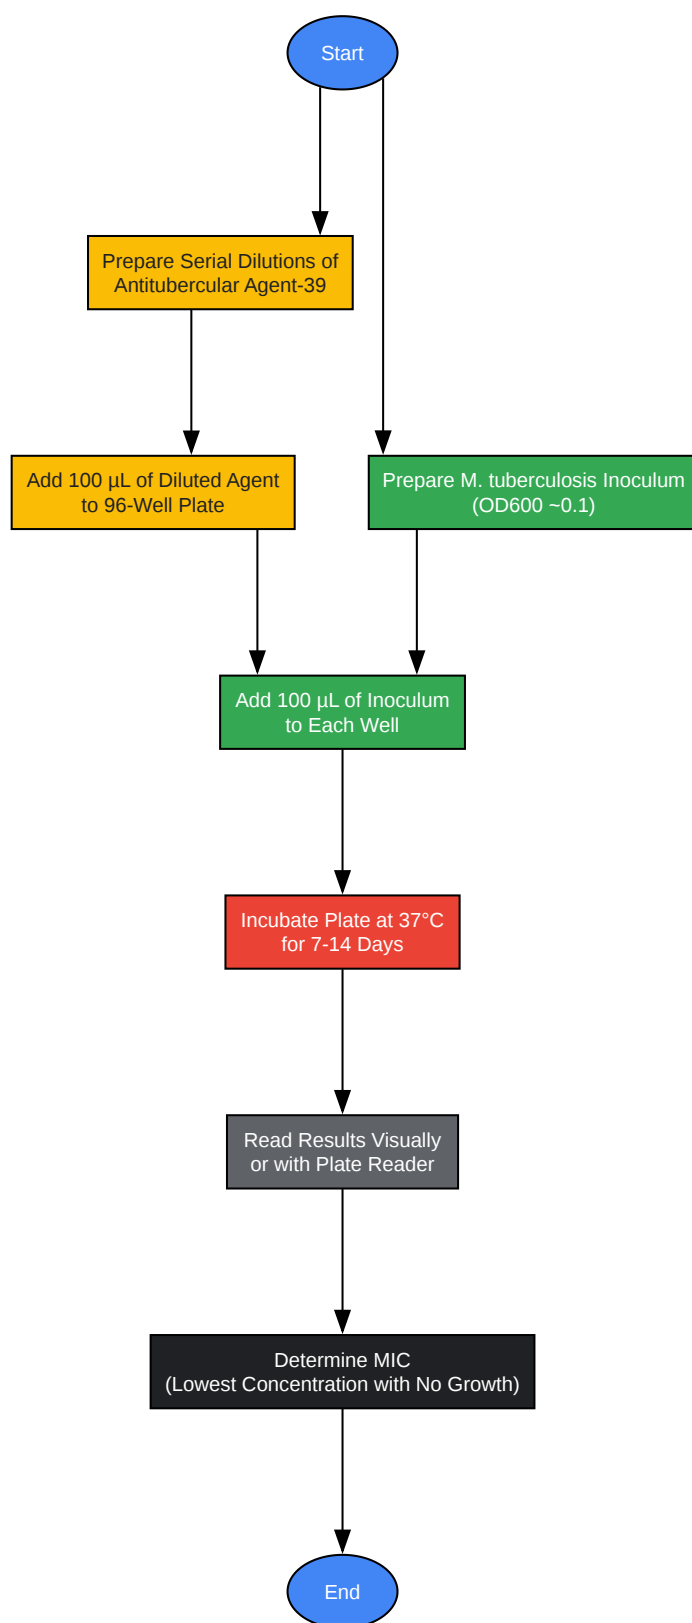 Start
Prepare Serial Dilutions of
Antitubercular Agent-39
Add 100 µL of Diluted Agent
to 96-Well Plate
Prepare M. tuberculosis Inoculum
(OD600 ~0.1)
Add 100 µL of Inoculum
to Each Well
Incubate Plate at 37°C
for 7-14 Days
Read Results Visually
or with Plate Reader
Determine MIC
(Lowest Concentration with No Growth)
End